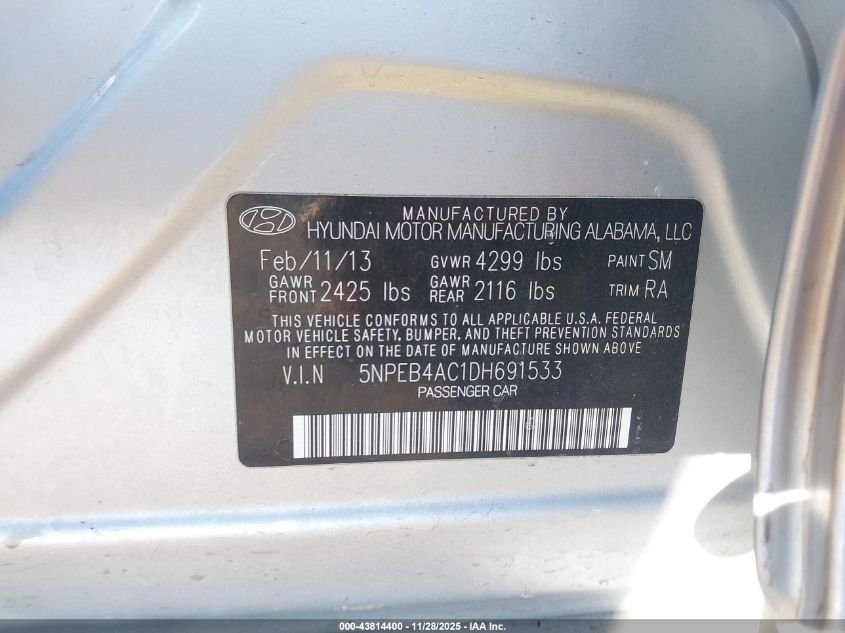 MANUFACTURED BY
HYUNDAI MOTOR MANUFACTURING ALABAMA, LLC
Feb/11/13 GVWR 4299 lbs PAINT SM
GAWR FRONT 2425 lbs GAWR REAR 2116 lbs TRIM RA
THIS VEHICLE CONFORMS TO ALL APPLICABLE U.S.A. FEDERAL
MOTOR VEHICLE SAFETY, BUMPER, AND THEFT PREVENTION STANDARDS
IN EFFECT ON THE DATE OF MANUFACTURE SHOWN ABOVE
V.I.N 5NPEB4AC1DH691533
PASSENGER CAR
000-43814400 - 11/28/2025 - IAA Inc.